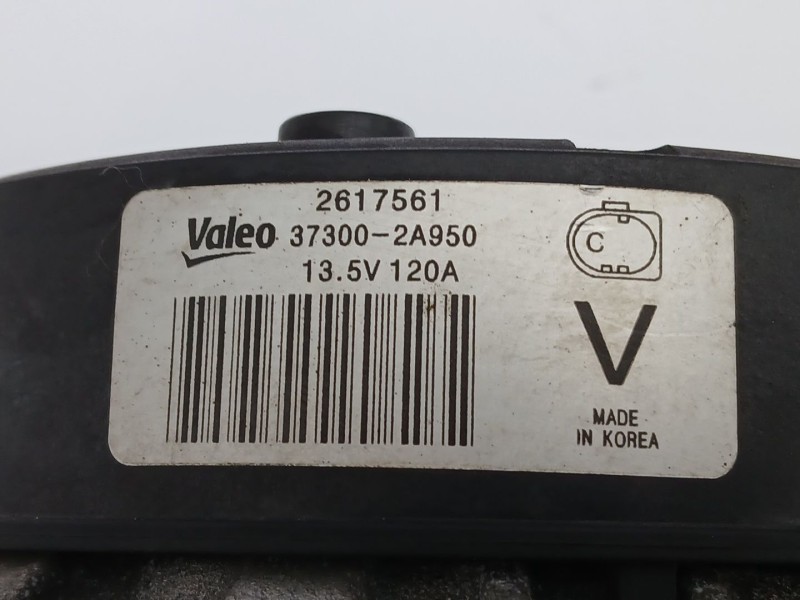 2617561
Valeo 37300-2A950
13.5V 120A
C
V
MADE
IN KOREA